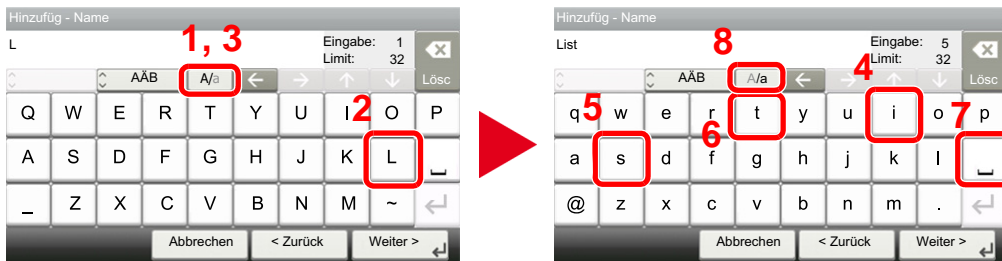 Hinzufüg - Name
L
Eingabe: 1
Limit: 32
1, 3
AÄB A/a Lösc
Q W E R T Y U I O P
2
A S D F G H J K L
_ Z X C V B N M ~
Abbrechen < Zurück Weiter >
Hinzufüg - Name
List
Eingabe: 5
Limit: 32
8
AÄB A/a Lösc
4
q w e r t y u i o p
5
6
7
a s d f g h j k l
@ z x c v b n m .
Abbrechen < Zurück Weiter >